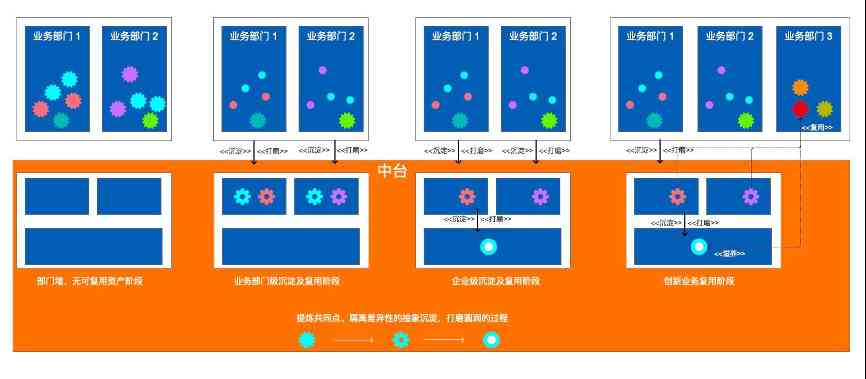 业务部门 1
业务部门 2
业务部门 1
业务部门 2
业务部门 1
业务部门 2
业务部门 1
业务部门 2
业务部门 3
<<复用>>
<<沉淀>>
<<打磨>>
<<沉淀>>
<<打磨>>
<<沉淀>>
<<打磨>>
<<沉淀>>
<<打磨>>
<<沉淀>>
<<打磨>>
中台
<<沉淀>>
<<打磨>>
<<沉淀>>
<<打磨>>
<<滋养>>
部门墙、无可复用资产阶段
业务部门级沉淀及复用阶段
企业级沉淀及复用阶段
创新业务复用阶段
提炼共同点、隔离差异性的抽象沉淀,打磨圆润的过程